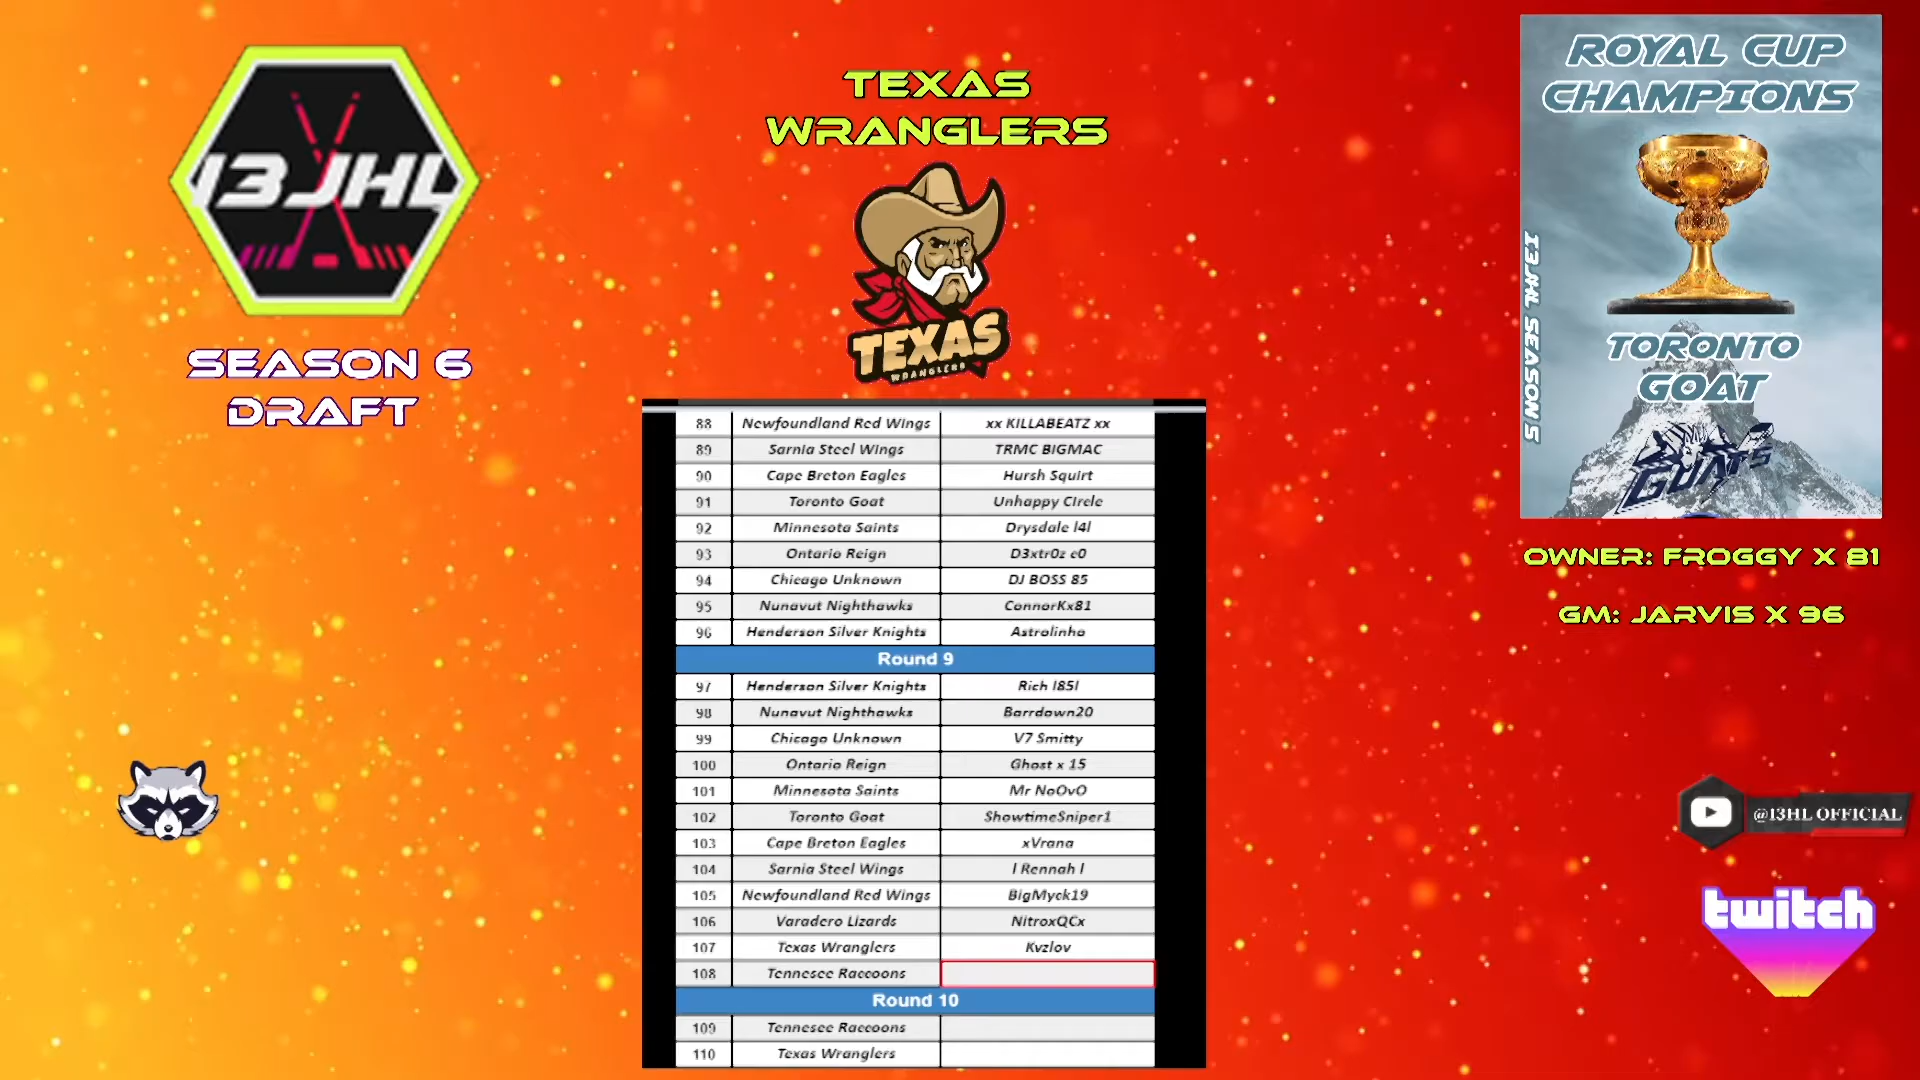 13JHL
SEASON 6
DRAFT
TEXAS
WRANGLERS
TEXAS
WRANGLERS
88 Newfoundland Red Wings xx KILLABEATZ xx
89 Sarnia Steel Wings TRMC BIGMAC
90 Cape Breton Eagles Hursh Squirt
91 Toronto Goat Unhappy Circle
92 Minnesota Saints Drysdale l4l
93 Ontario Reign D3xtr0z e0
94 Chicago Unknown DJ BOSS 85
95 Nunavut Nighthawks ConnorKx81
96 Henderson Silver Knights Astrolinho
Round 9
97 Henderson Silver Knights Rich l85l
98 Nunavut Nighthawks Barrdown20
99 Chicago Unknown V7 Smitty
100 Ontario Reign Ghost x 15
101 Minnesota Saints Mr NoOvO
102 Toronto Goat ShowtimeSniper1
103 Cape Breton Eagles xVrana
104 Sarnia Steel Wings l Rennah l
105 Newfoundland Red Wings BigMyck19
106 Varadero Lizards NitroxQCx
107 Texas Wranglers Kvzlov
108 Tennesee Raccoons
Round 10
109 Tennesee Raccoons
110 Texas Wranglers
ROYAL CUP
CHAMPIONS
13JHL SEASON 5
TORONTO
GOAT
GOATS
OWNER: FROGGY X 81
GM: JARVIS X 96
@13HL OFFICIAL
twitch